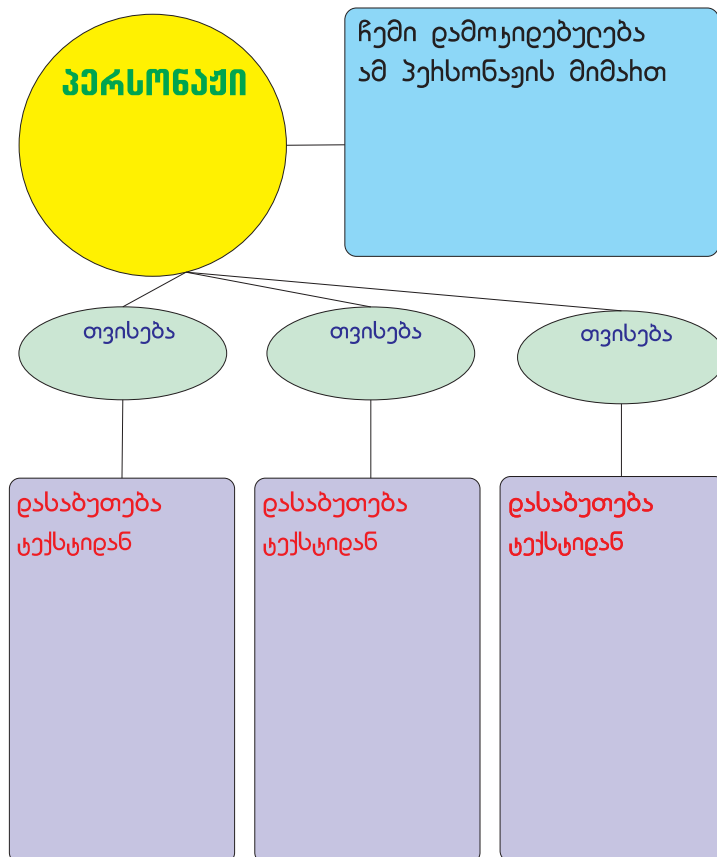 პერსონაჟი
ჩემი დამოკიდებულება
ამ პერსონაჟის მიმართ
თვისება
თვისება
თვისება
დასაბუთება
ტექსტიდან
დასაბუთება
ტექსტიდან
დასაბუთება
ტექსტიდან